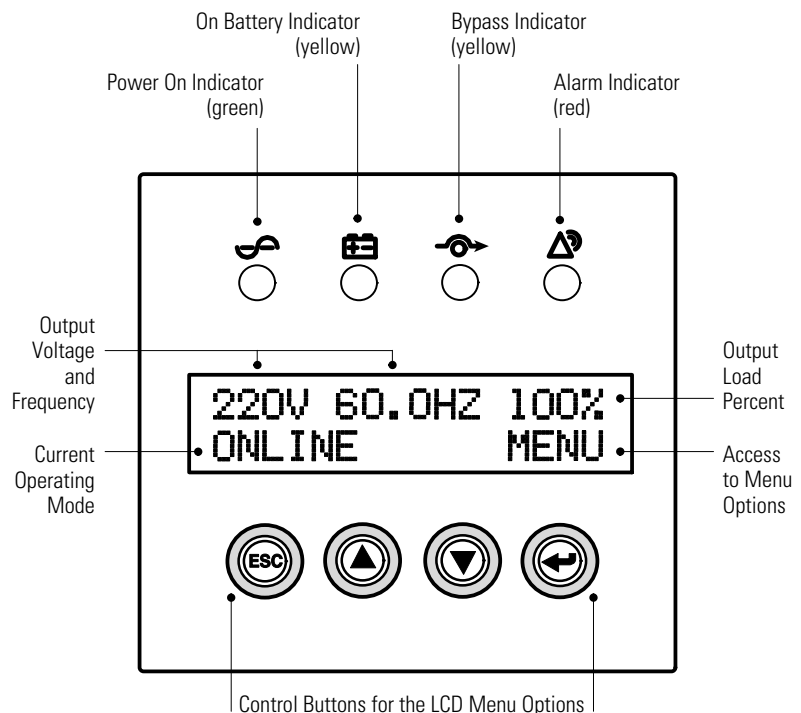 On Battery Indicator
(yellow)
Bypass Indicator
(yellow)
Power On Indicator
(green)
Alarm Indicator
(red)
Output
Voltage
and
Frequency
220V 60.0HZ 100%
Output
Load
Percent
Current
Operating
Mode
ONLINE MENU
Access
to Menu
Options
ESC
Control Buttons for the LCD Menu Options